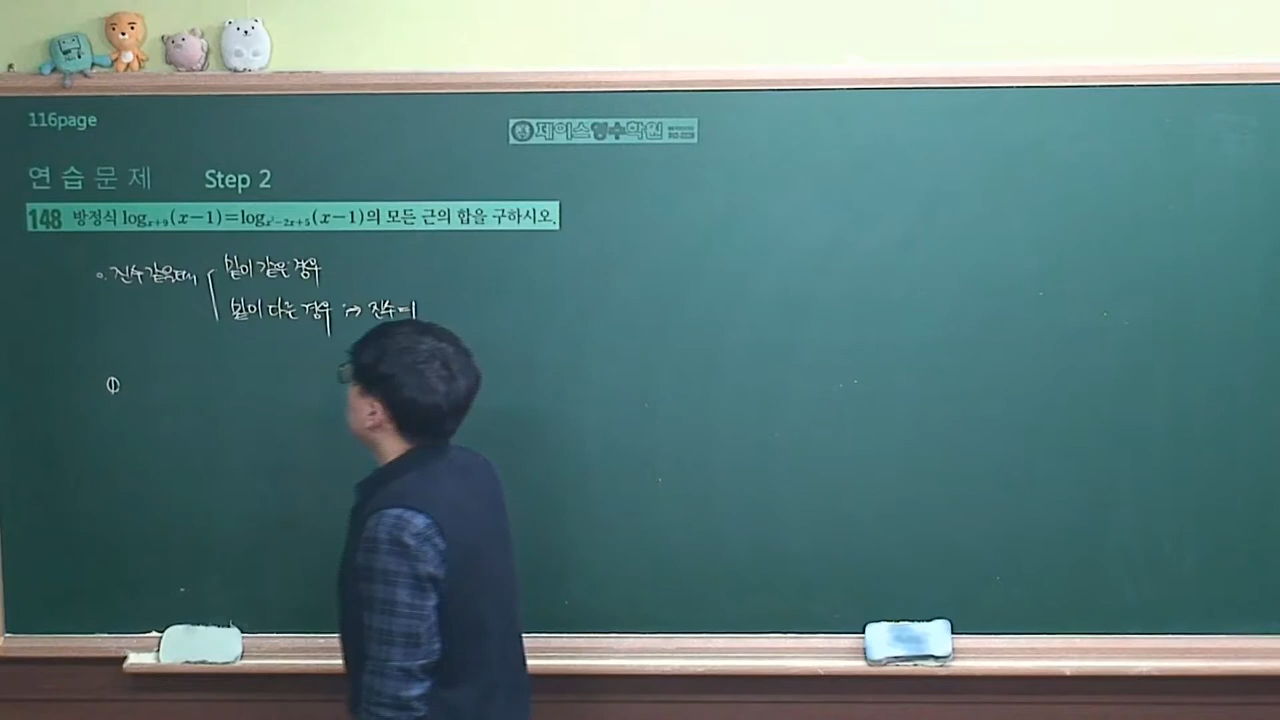 116page
제이스영수학원
연습문제 Step 2
148 방정식 log_{x+9}(x-1)=log_{x²-2x+5}(x-1)의 모든 근의 합을 구하시오.
진수 같을때
밑이 같은 경우
밑이 다른 경우 → 진수=1
①